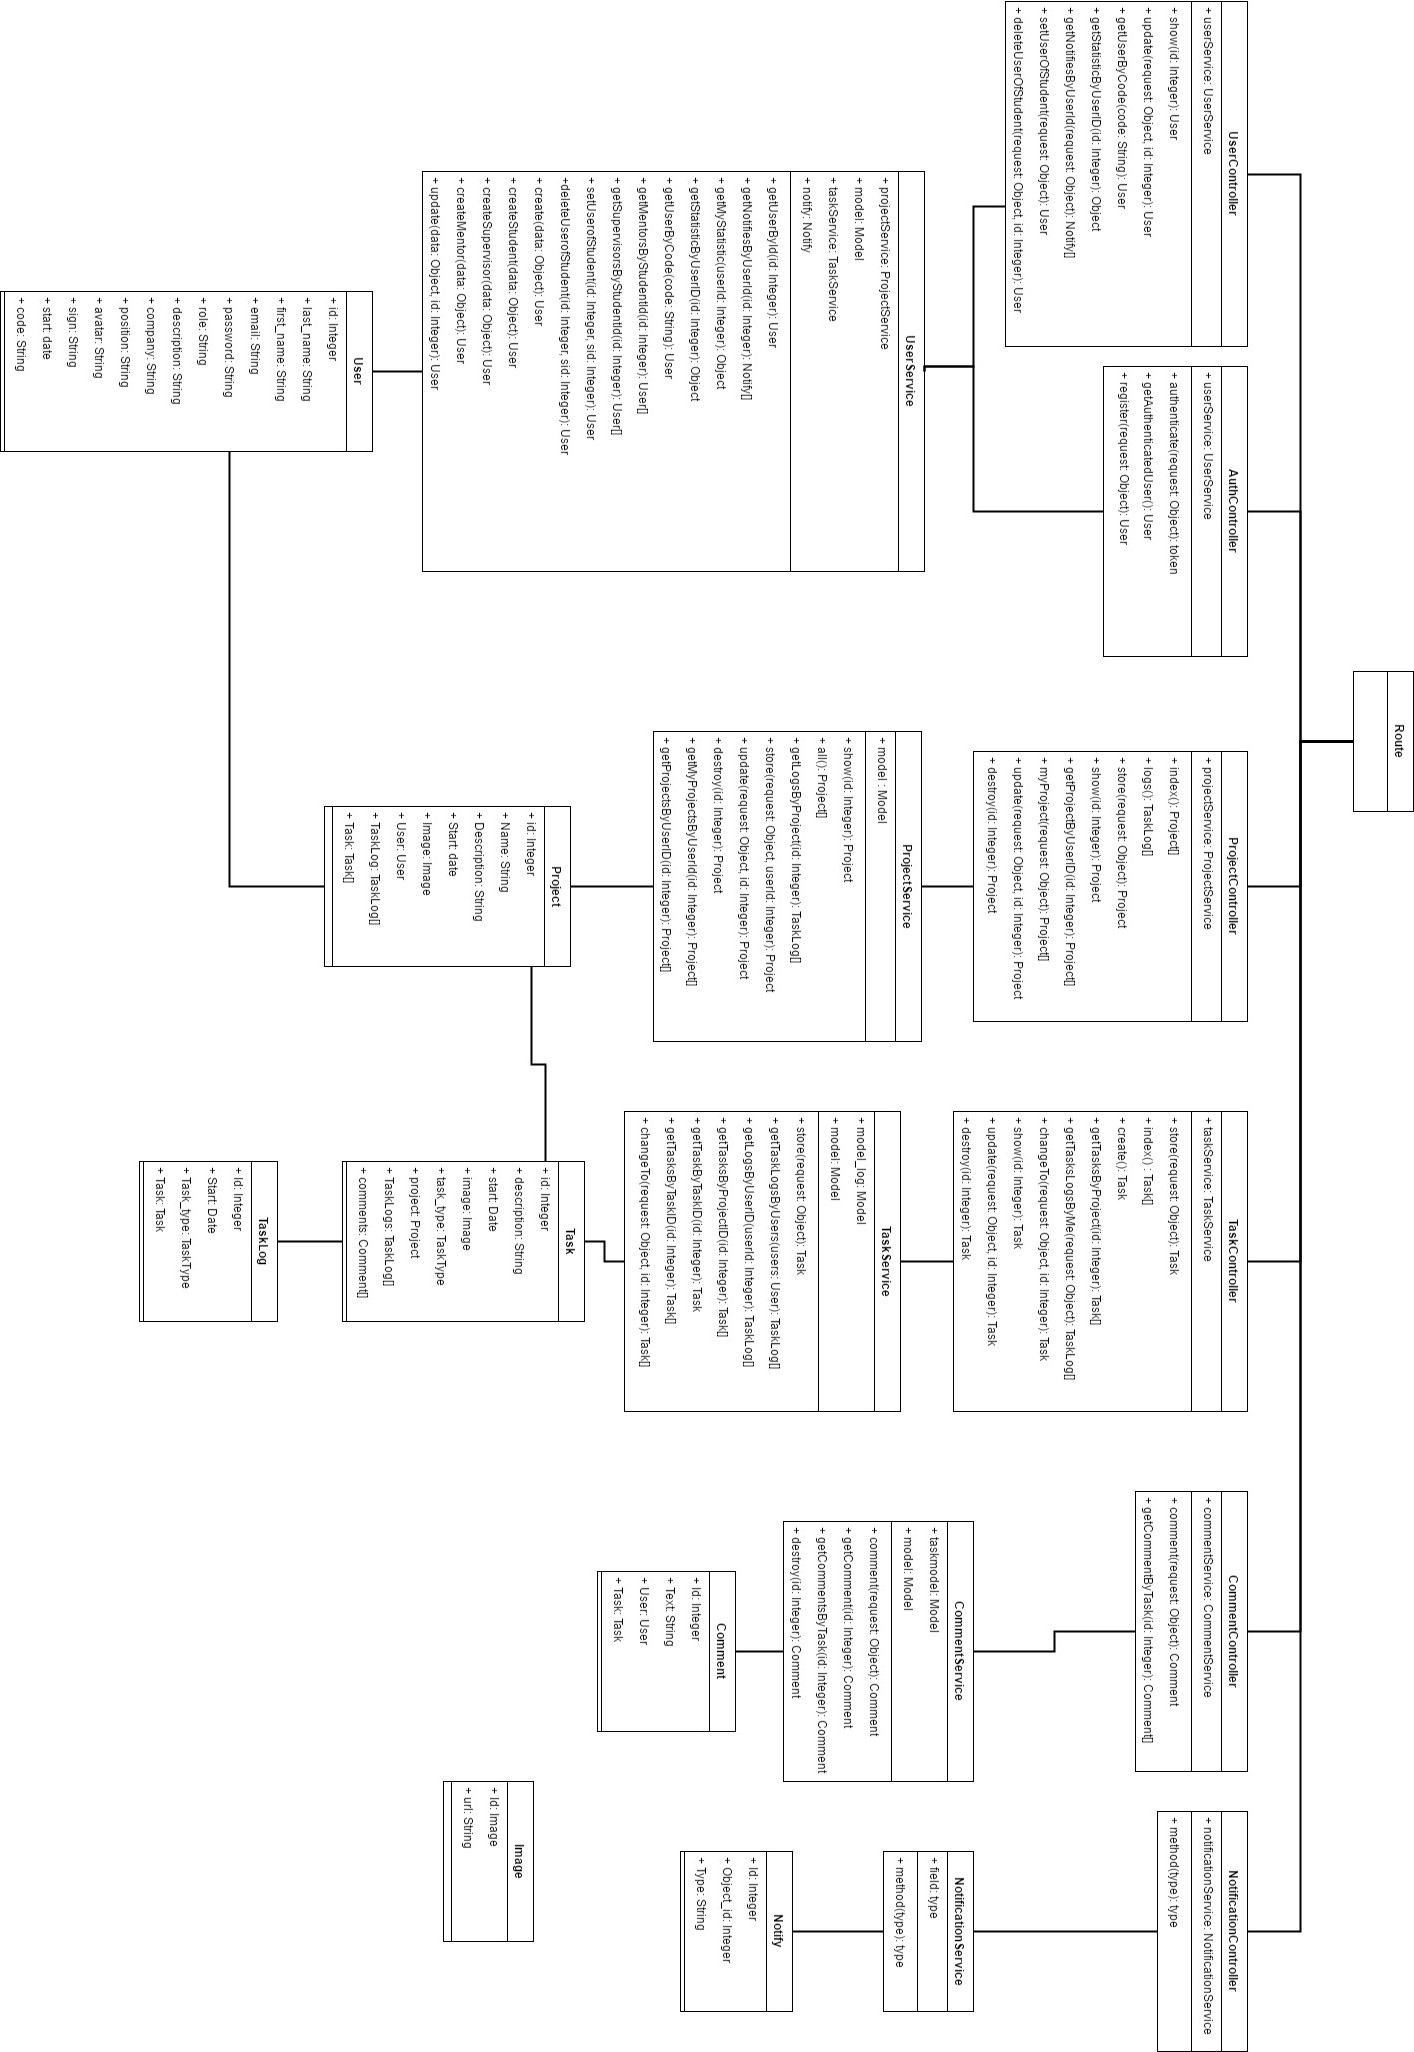 Route
UserController
+ userService: UserService
+ show(id: Integer): User
+ update(request: Object, id: Integer): User
+ getUserByCode(code: String): User
+ getStatisticByUserID(id: Integer): Object
+ getNotifiesByUserId(request: Object): Notify[]
+ setUserOfStudent(request: Object): User
+ deleteUserOfStudent(request: Object, id: Integer): User
AuthController
+ userService: UserService
+ authenticate(request: Object): token
+ getAuthenticatedUser(): User
+ register(request: Object): User
ProjectController
+ projectService: ProjectService
+ index(): Project[]
+ logs(): TaskLog[]
+ store(request: Object): Project
+ show(id: Integer): Project
+ getProjectByUserID(id: Integer): Project[]
+ myProject(request: Object): Project[]
+ update(request: Object, id: Integer): Project
+ destroy(id: Integer): Project
TaskController
+ taskService: TaskService
+ store(request: Object): Task
+ index() : Task[]
+ create(): Task
+ getTasksByProject(id: Integer): Task[]
+ getTasksLogsByMe(request: Object): TaskLog[]
+ changeTo(request: Object, id: Integer): Task
+ show(id: Integer): Task
+ update(request: Object, id: Integer): Task
+ destroy(id: Integer): Task
CommentController
+ commentService: CommentService
+ comment(request: Object): Comment
+ getCommentByTask(id: Integer): Comment[]
NotificationController
+ notificationService: NotificationService
+ method(type): type
UserService
+ projectService: ProjectService
+ model: Model
+ taskService: TaskService
+ notify: Notify
+ getUserById(id: Integer): User
+ getNotifiesByUserId(id: Integer): Notify[]
+ getMyStatistic(userId: Integer): Object
+ getStatisticByUserID(id: Integer): Object
+ getUserByCode(code: String): User
+ getMentorsByStudentId(id: Integer): User[]
+ getSupervisorsByStudentId(id: Integer): User[]
+ setUserofStudent(id: Integer, sid: Integer): User
+deleteUserofStudent(id: Integer, sid: Integer): User
+ create(data: Object): User
+ createStudent(data: Object): User
+ createSupervisor(data: Object): User
+ createMentor(data: Object): User
+ update(data: Object, id: Integer): User
ProjectService
+ model : Model
+ show(id: Integer): Project
+ all(): Project[]
+ getLogsByProject(id: Integer): TaskLog[]
+ store(request: Object, userId: Integer): Project
+ update(request: Object, id: Integer): Project
+ destroy(id: Integer): Project
+ getMyProjectsByUserId(id: Integer): Project[]
+ getProjectsByUserID(id: Integer): Project[]
TaskService
+ model_log: Model
+ model: Model
+ store(request: Object): Task
+ getTaskLogsByUsers(users: User): TaskLog[]
+ getLogsByUserID(userId: Integer): TaskLog[]
+ getTasksByProjectID(id: Integer): Task[]
+ getTaskByTaskID(id: Integer): Task
+ getTasksByTaskID(id: Integer): Task[]
+ changeTo(request: Object, id: Integer): Task[]
CommentService
+ taskmodel: Model
+ model: Model
+ comment(request: Object): Comment
+ getComment(id: Integer): Comment
+ getCommentsByTask(id: Integer): Comment
+ destroy(id: Integer): Comment
NotificationService
+ field: type
+ method(type): type
User
+ id: Integer
+ last_name: String
+ first_name: String
+ email: String
+ password: String
+ role: String
+ description: String
+ company: String
+ position: String
+ avatar: String
+ sign: String
+ start: date
+ code: String
Project
+ id: Integer
+ Name: String
+ Description: String
+ Start: date
+ Image: Image
+ User: User
+ TaskLog: TaskLog[]
+ Task: Task[]
Task
+ id: Integer
+ description: String
+ start: Date
+ image: Image
+ task_type: TaskType
+ project: Project
+ TaskLogs: TaskLog[]
+ comments: Comment[]
TaskLog
+ Id: Integer
+ Start: Date
+ Task_type: TaskType
+ Task: Task
Comment
+ Id: Integer
+ Text: String
+ User: User
+ Task: Task
Image
+ Id: Image
+ url: String
Notify
+ Id: Integer
+ Object_id: Integer
+ Type: String